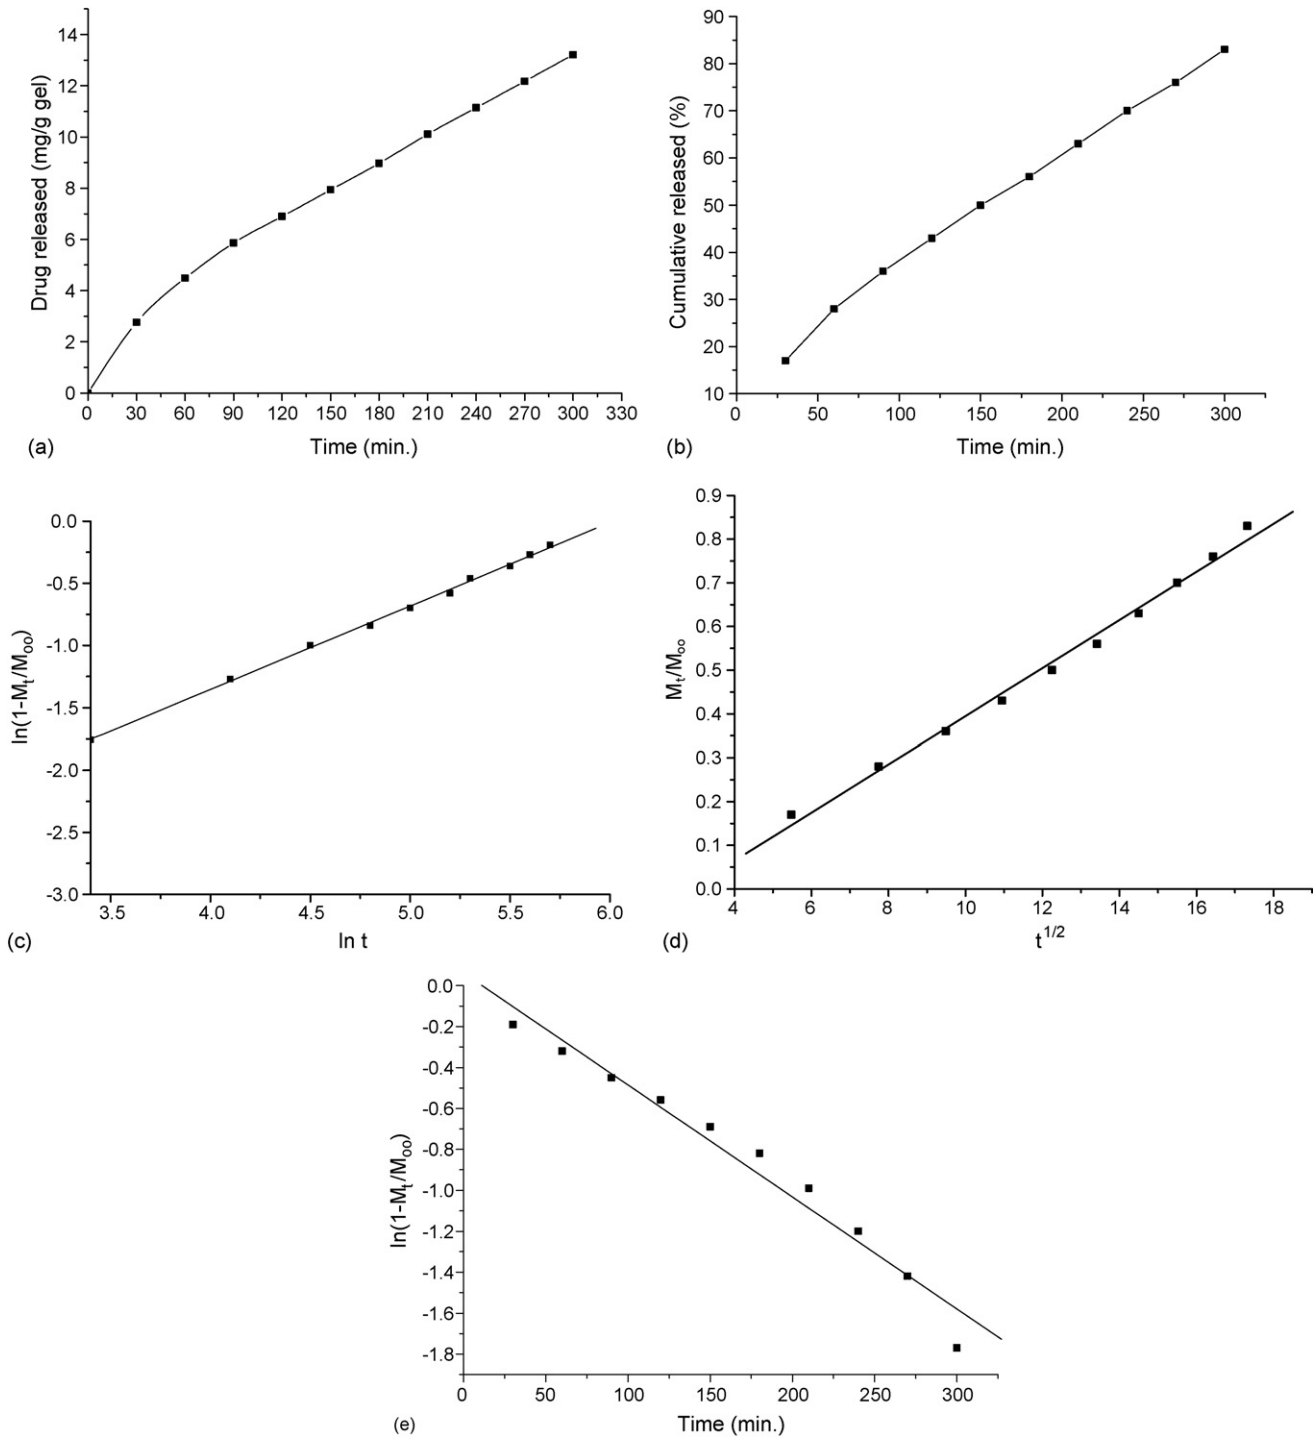 14
12
10
8
6
4
2
0
Drug released (mg/g gel)
0 30 60 90 120 150 180 210 240 270 300 330
(a)
Time (min.)
90
80
70
60
50
40
30
20
10
Cumulative released (%)
0 50 100 150 200 250 300
(b)
Time (min.)
0.0
-0.5
-1.0
-1.5
-2.0
-2.5
-3.0
ln(1-Mt/Moo)
3.5 4.0 4.5 5.0 5.5 6.0
(c)
ln t
0.9
0.8
0.7
0.6
0.5
0.4
0.3
0.2
0.1
0.0
Mt/Moo
4 6 8 10 12 14 16 18
(d)
t1/2
0.0
-0.2
-0.4
-0.6
-0.8
-1.0
-1.2
-1.4
-1.6
-1.8
ln(1-Mt/Moo)
0 50 100 150 200 250 300
(e)
Time (min.)